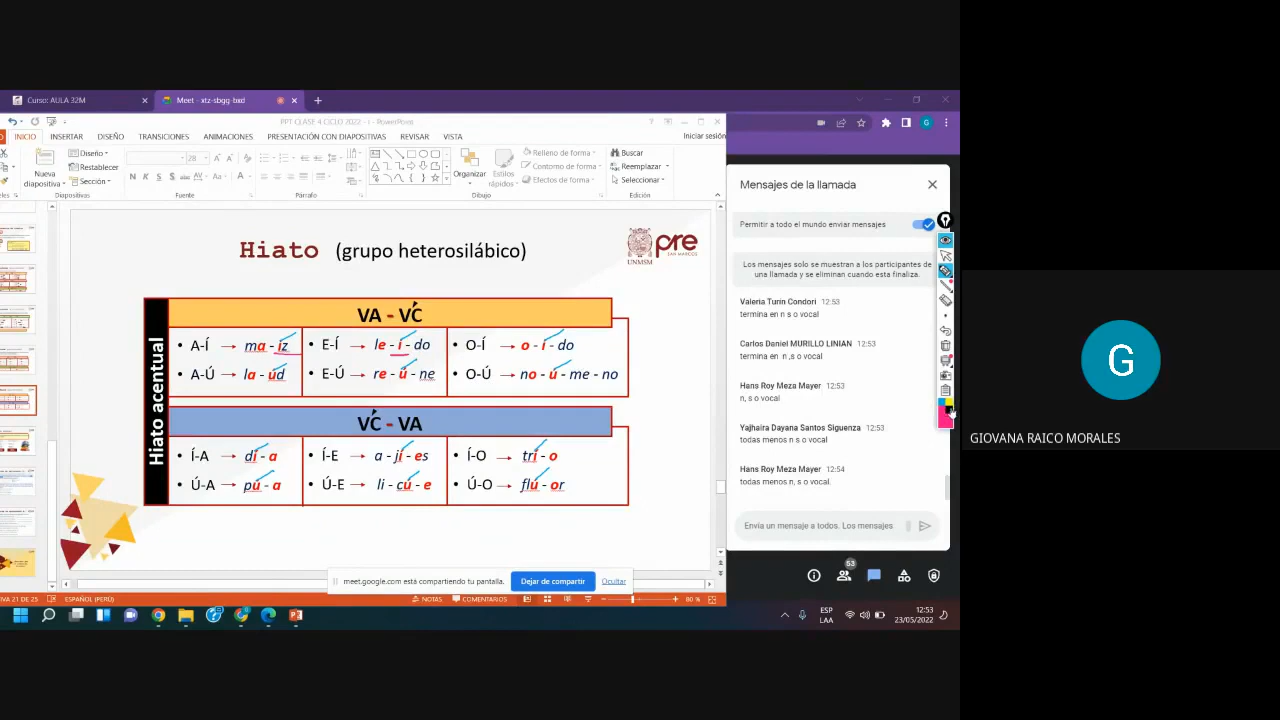 Curso: AULA 32M
Meet - xtz-sbgg-bxd
PPT CLASE 4 CICLO 2022 - I - PowerPoint
INICIO INSERTAR DISEÑO TRANSICIONES ANIMACIONES PRESENTACIÓN CON DIAPOSITIVAS REVISAR VISTA
Iniciar sesión
Nueva diapositiva
Diseño
Restablecer
Sección
Organizar
Estilos rápidos
Relleno de forma
Contorno de forma
Efectos de forma
Buscar
Reemplazar
Seleccionar
Diapositivas Fuente Párrafo Dibujo Edición
Hiato (grupo heterosilábico)
UNMSM
pre
SAN MARCOS
Hiato acentual
VA - VĆ
• A-Í → ma - íz • E-Í → le - í - do • O-Í → o - í - do
• A-Ú → la - úd • E-Ú → re - ú - ne • O-Ú → no - ú - me - no
VĆ - VA
• Í-A → dí - a • Í-E → a - jí - es • Í-O → trí - o
• Ú-A → pú - a • Ú-E → li - cú - e • Ú-O → flú - or
meet.google.com está compartiendo tu pantalla.
Dejar de compartir
Ocultar
IVA 21 DE 25 ESPAÑOL (PERÚ) NOTAS COMENTARIOS 80 %
Mensajes de la llamada
Permitir a todo el mundo enviar mensajes
Los mensajes solo se muestran a los participantes de
una llamada y se eliminan cuando esta finaliza.
Valeria Turin Condori 12:53
termina en n s o vocal
Carlos Deniel MURILLO LINIAN 12:53
termina en n ,s o vocal
Hans Roy Meza Mayer 12:53
n, s o vocal
Yajhaira Dayana Santos Siguenza 12:53
todas menos n s o vocal
Hans Roy Meza Mayer 12:54
todas menos n, s o vocal.
Envía un mensaje a todos. Los mensajes
53
ESP
LAA
12:53
23/05/2022
G
GIOVANA RAICO MORALES